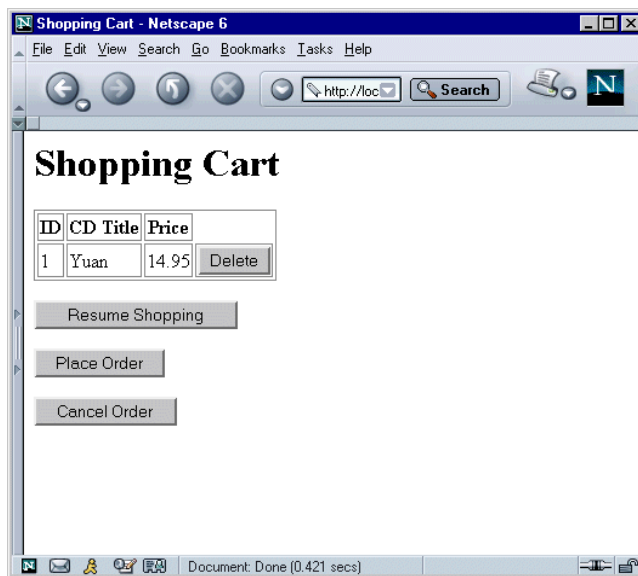 Shopping Cart - Netscape 6
File Edit View Search Go Bookmarks Tasks Help
http://loc Search N
Shopping Cart
ID CD Title Price
1 Yuan 14.95 Delete
Resume Shopping
Place Order
Cancel Order
N Document: Done (0.421 secs)